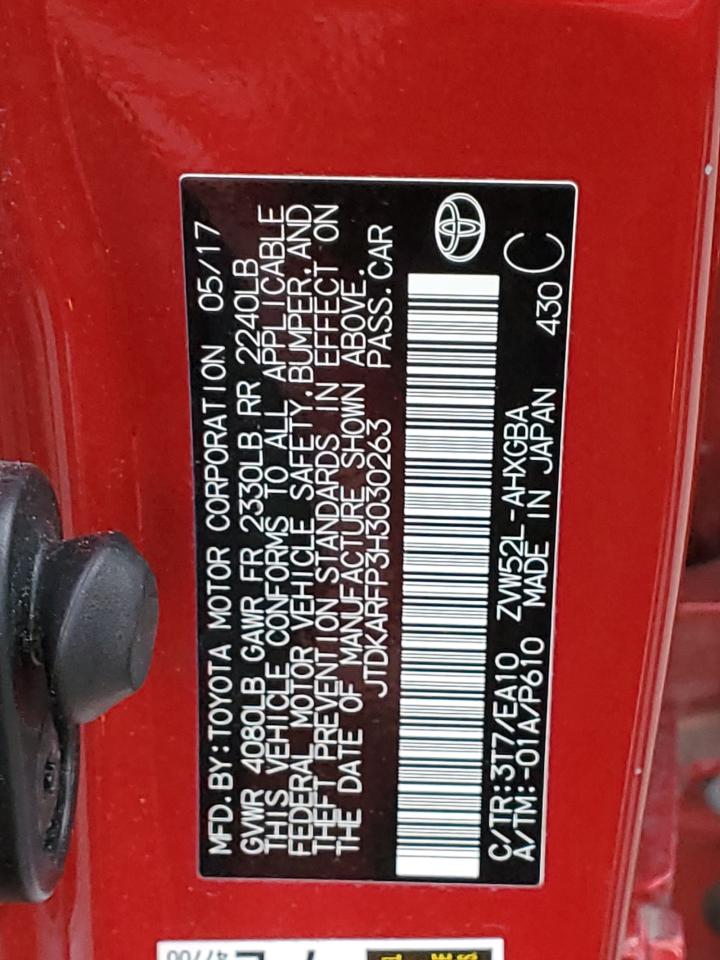 MFD.BY:TOYOTA MOTOR CORPORATION 05/17
GVWR 4080LB GAWR FR 2330LB RR 2240LB
THIS VEHICLE CONFORMS TO ALL APPLICABLE
FEDERAL MOTOR VEHICLE SAFETY,BUMPER,AND
THEFT PREVENTION STANDARDS IN EFFECT ON
THE DATE OF MANUFACTURE SHOWN ABOVE.
JTDKARFP3H3030263 PASS.CAR
C/TR:3T7/EA10 ZVW52L-AHXGBA
A/TM:-01A/P610 MADE IN JAPAN 430 C
47700